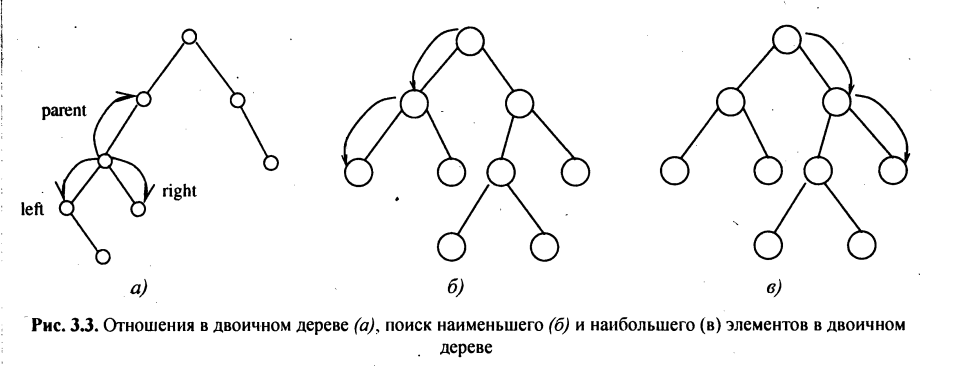 parent
right
left
а)
б)
в)
Рис. 3.3. Отношения в двоичном дереве (а), поиск наименьшего (б) и наибольшего (в) элементов в двоичном
дереве